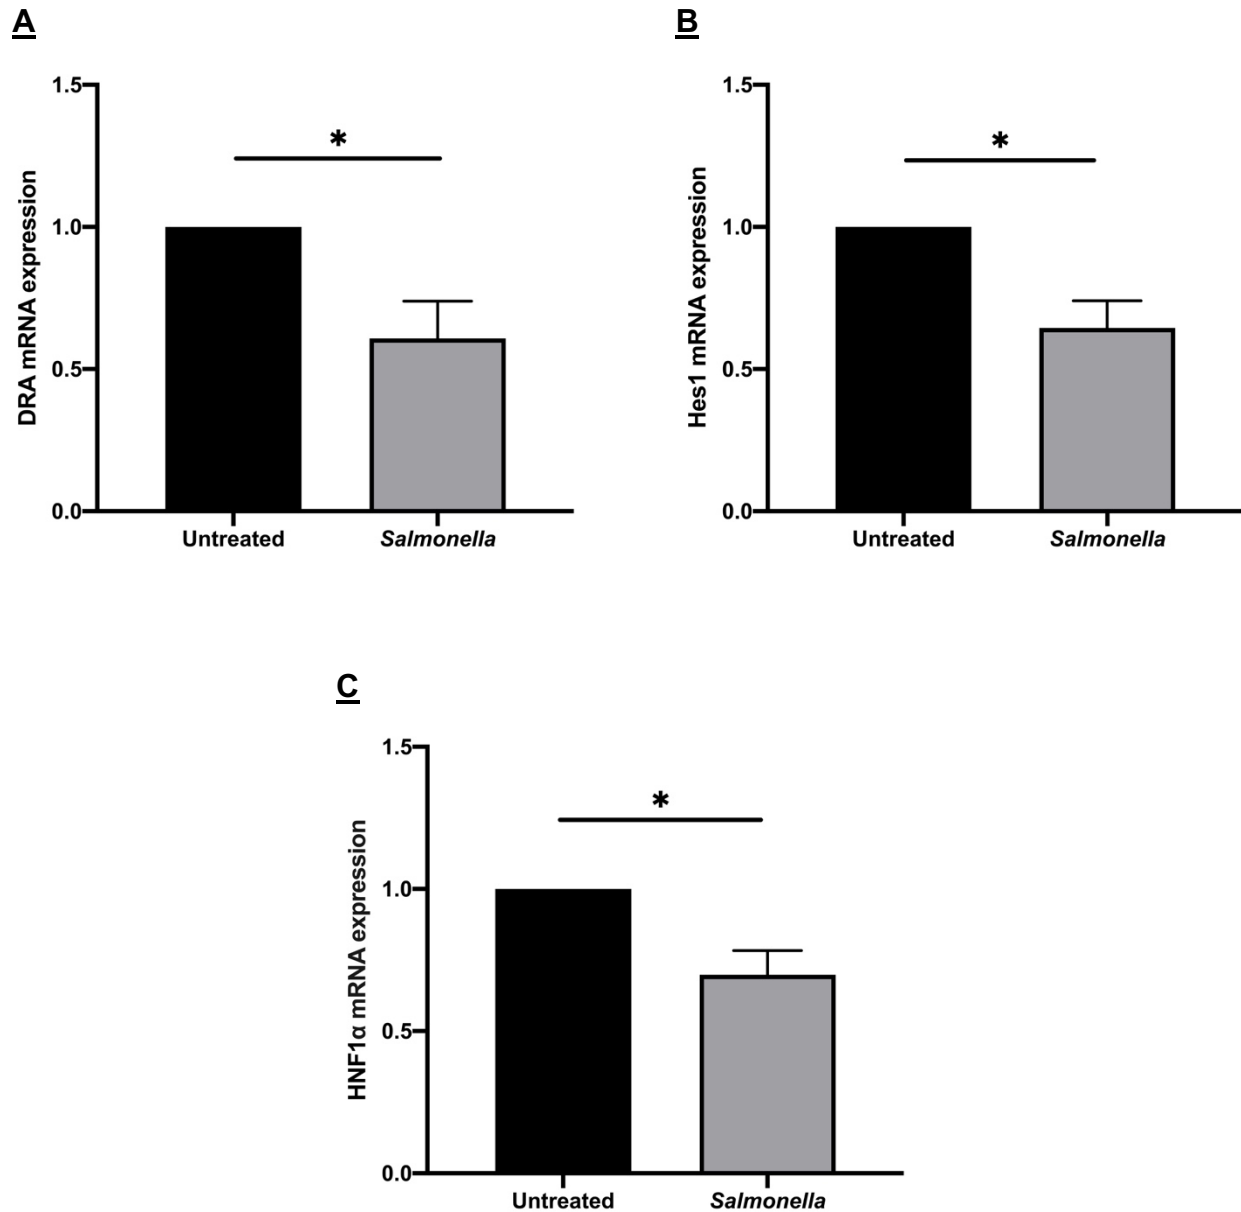 A
B
1.5
1.0
0.5
0.0
DRA mRNA expression
*
Untreated
Salmonella
1.5
1.0
0.5
0.0
Hes1 mRNA expression
*
Untreated
Salmonella
C
1.5
1.0
0.5
0.0
HNF1α mRNA expression
*
Untreated
Salmonella